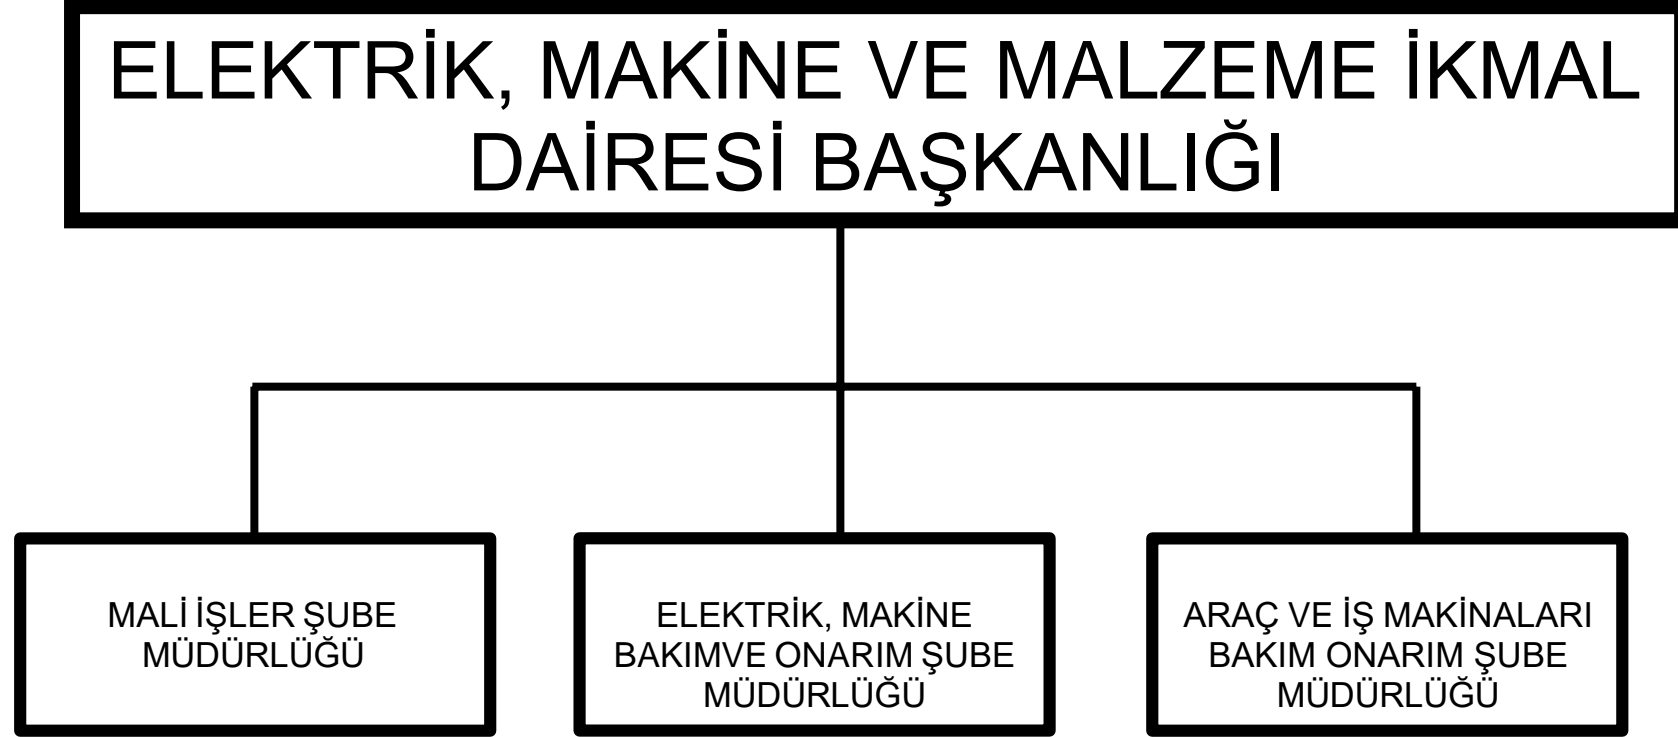 ELEKTRİK, MAKİNE VE MALZEME İKMAL
DAİRESİ BAŞKANLIĞI
MALİ İŞLER ŞUBE
MÜDÜRLÜĞÜ
ELEKTRİK, MAKİNE
BAKIMVE ONARIM ŞUBE
MÜDÜRLÜĞÜ
ARAÇ VE İŞ MAKİNALARI
BAKIM ONARIM ŞUBE
MÜDÜRLÜĞÜ